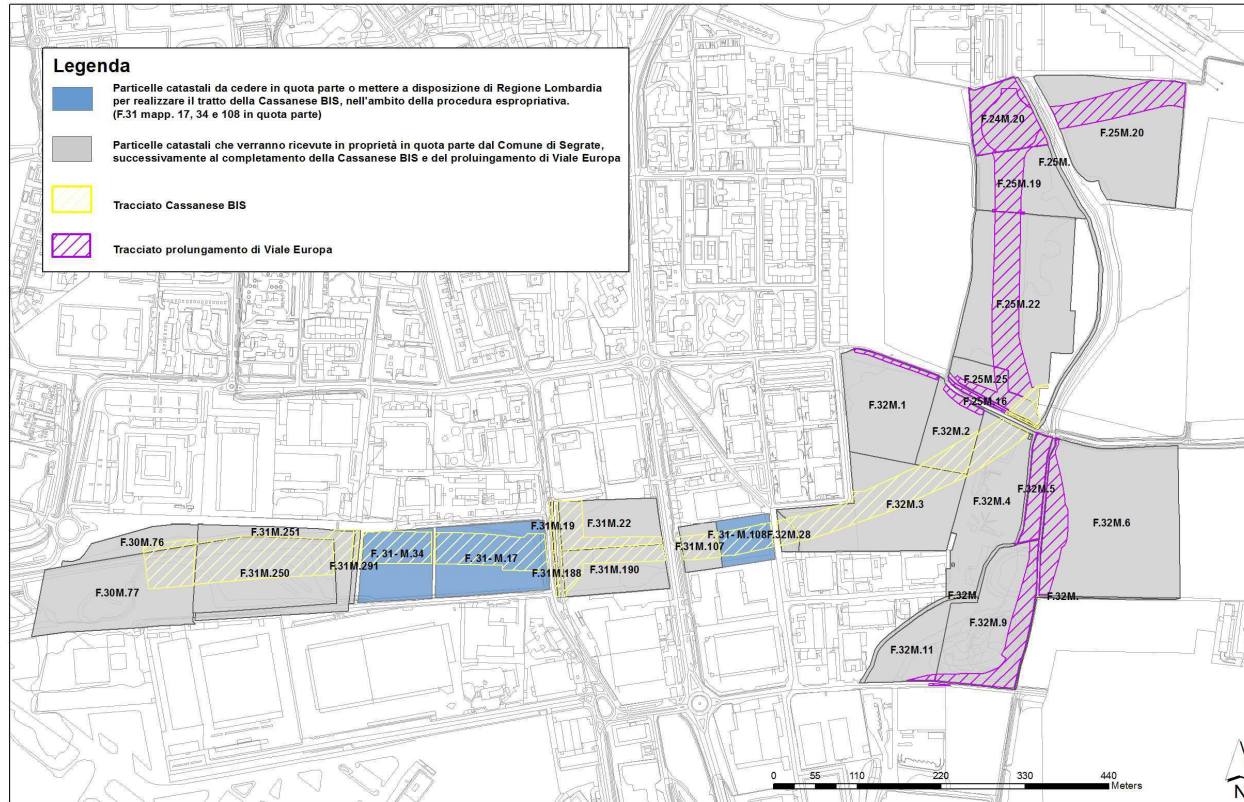 Legenda
Particelle catastali da cedere in quota parte o mettere a disposizione di Regione Lombardia
per realizzare il tratto della Cassanese BIS, nell'ambito della procedura espropriativa.
(F.31 mapp. 17, 34 e 108 in quota parte)
Particelle catastali che verranno ricevute in proprietà in quota parte dal Comune di Segrate,
successivamente al completamento della Cassanese BIS e del proluingamento di Viale Europa
Tracciato Cassanese BIS
Tracciato prolungamento di Viale Europa
F.24M.20
F.25M.20
F.25M.
F.25M.19
F.25M.22
F.25M.25
F.25M.16
F.32M.1
F.32M.2
F.32M.3
F.32M.4
F.32M.5
F.32M.6
F.31M.19
F.31M.22
F.30M.76
F.31M.251
F.31M.291
F. 31- M.34
F. 31- M.17
F. 31- M.108
F.32M.28
F.31M.107
F.31M.250
F.31M.188
F.31M.190
F.30M.77
F.32M.
F.32M.9
F.32M.
F.32M.11
0 55 110 220 330 440
Meters
N